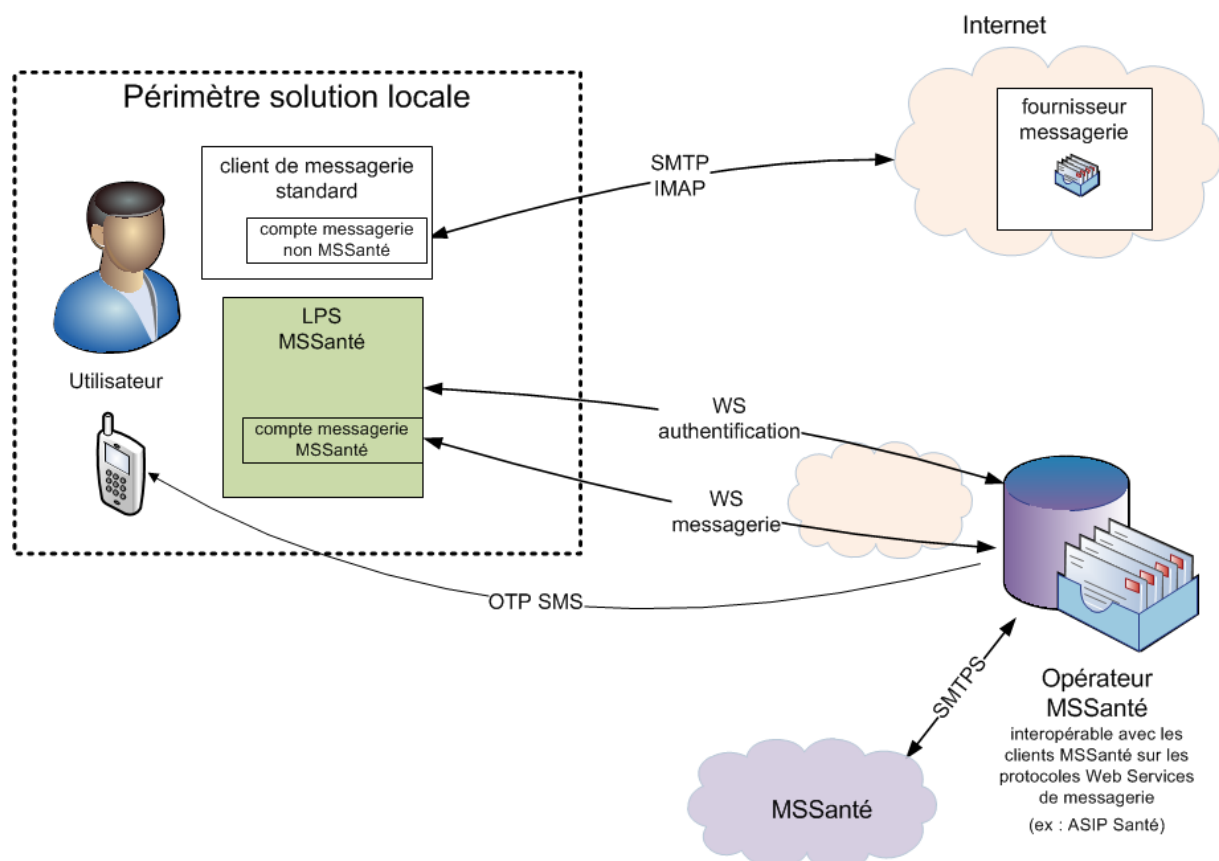 Internet
Périmètre solution locale
fournisseur
messagerie
client de messagerie
standard
compte messagerie
non MSSanté
SMTP
IMAP
LPS
MSSanté
compte messagerie
MSSanté
Utilisateur
WS
authentification
WS
messagerie
OTP SMS
SMTPS
MSSanté
Opérateur
MSSanté
interopérable avec les
clients MSSanté sur les
protocoles Web Services
de messagerie
(ex : ASIP Santé)